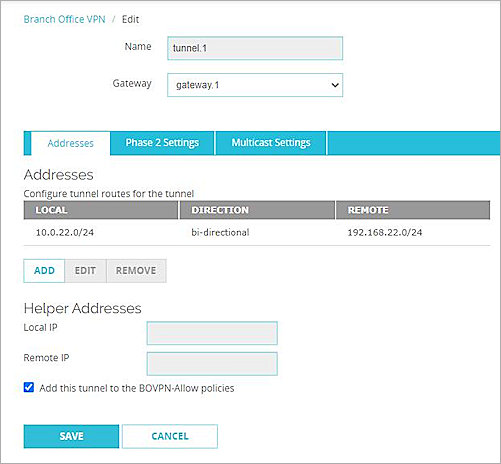 Branch Office VPN / Edit
Name tunnel.1
Gateway gateway.1
Addresses Phase 2 Settings Multicast Settings
Addresses
Configure tunnel routes for the tunnel
LOCAL DIRECTION REMOTE
10.0.22.0/24 bi-directional 192.168.22.0/24
ADD EDIT REMOVE
Helper Addresses
Local IP
Remote IP
Add this tunnel to the BOVPN-Allow policies
SAVE CANCEL